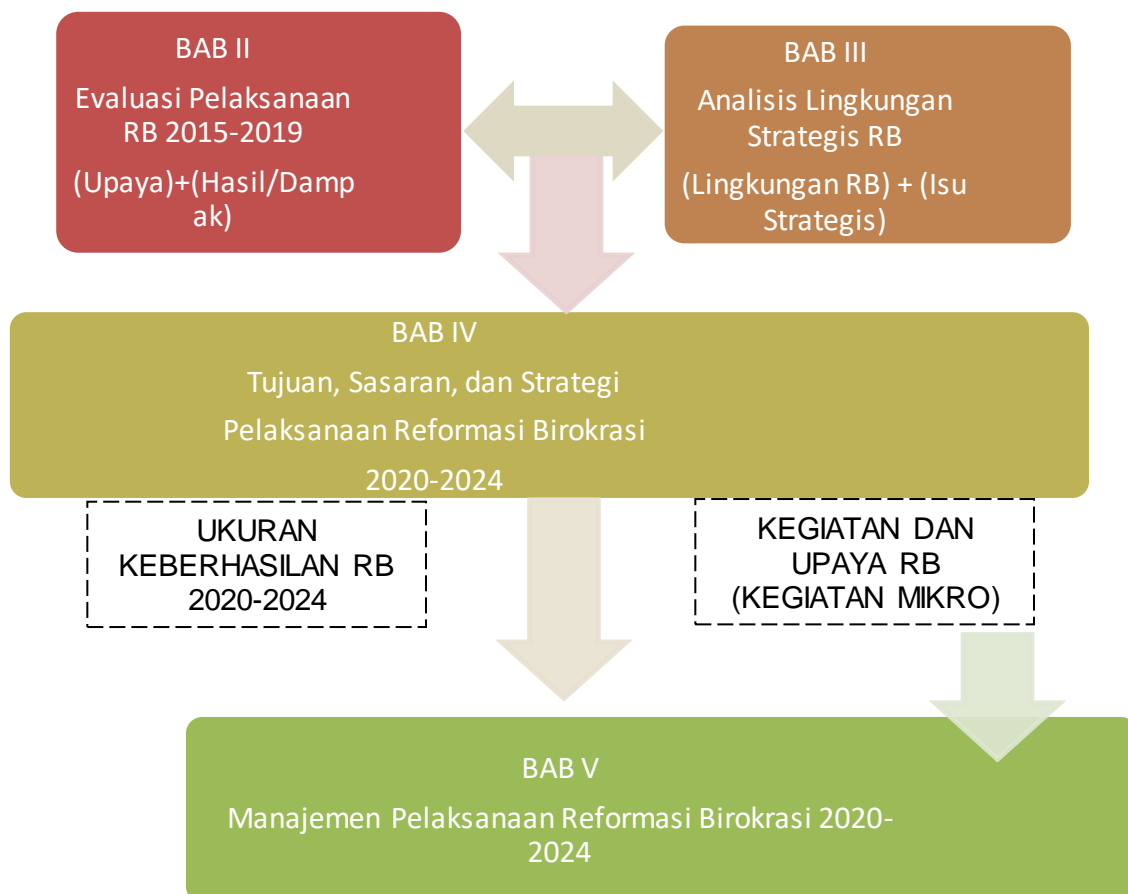 BAB II
Evaluasi Pelaksanaan
RB 2015-2019
(Upaya)+(Hasil/Damp
ak)
BAB III
Analisis Lingkungan
Strategis RB
(Lingkungan RB) + (Isu
Strategis)
BAB IV
Tujuan, Sasaran, dan Strategi
Pelaksanaan Reformasi Birokrasi
2020-2024
UKURAN
KEBERHASILAN RB
2020-2024
KEGIATAN DAN
UPAYA RB
(KEGIATAN MIKRO)
BAB V
Manajemen Pelaksanaan Reformasi Birokrasi 2020-
2024